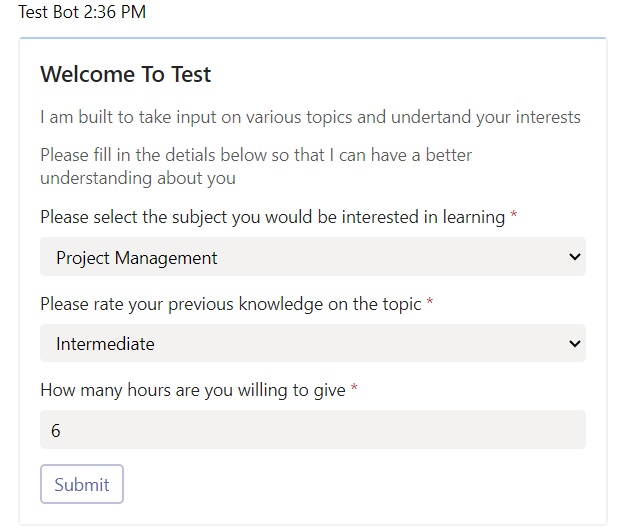 Test Bot 2:36 PM
Welcome To Test
I am built to take input on various topics and undertand your interests
Please fill in the detials below so that I can have a better
understanding about you
Please select the subject you would be interested in learning *
Project Management
Please rate your previous knowledge on the topic *
Intermediate
How many hours are you willing to give *
6
Submit